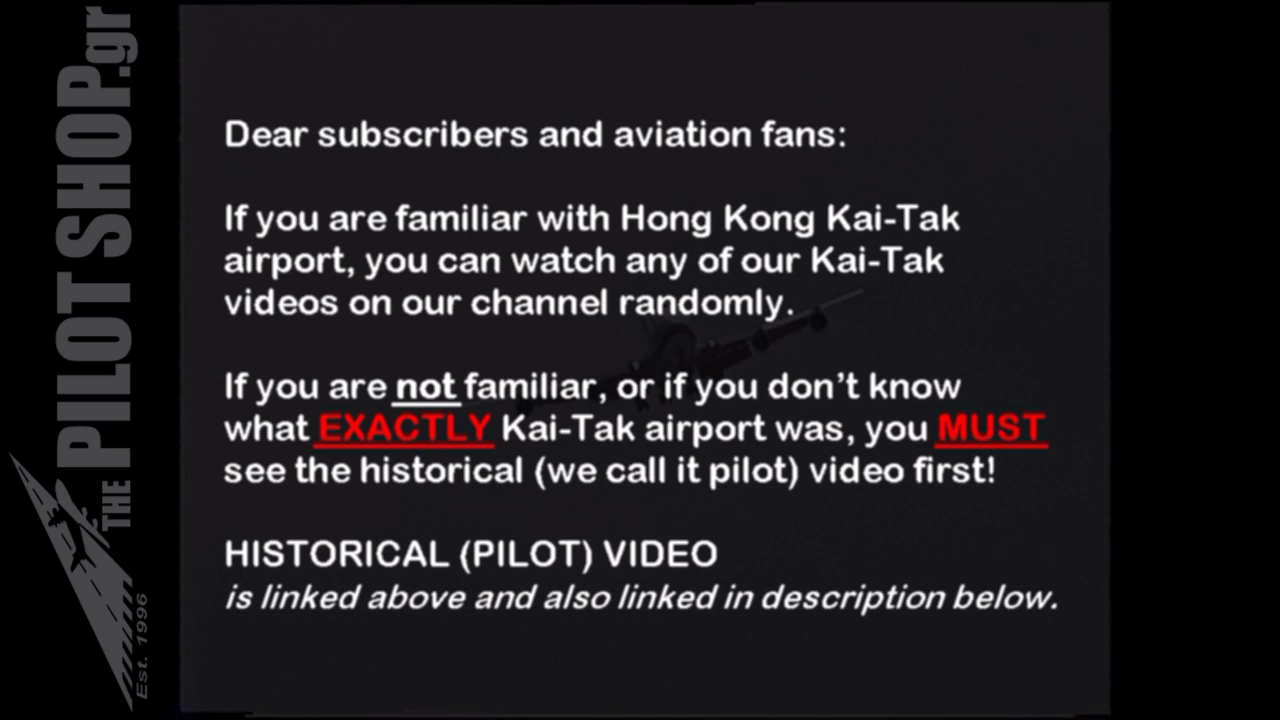 THE PILOT SHOP.gr
Est. 1996
Dear subscribers and aviation fans:
If you are familiar with Hong Kong Kai-Tak
airport, you can watch any of our Kai-Tak
videos on our channel randomly.
If you are not familiar, or if you don’t know
what EXACTLY Kai-Tak airport was, you MUST
see the historical (we call it pilot) video first!
HISTORICAL (PILOT) VIDEO
is linked above and also linked in description below.